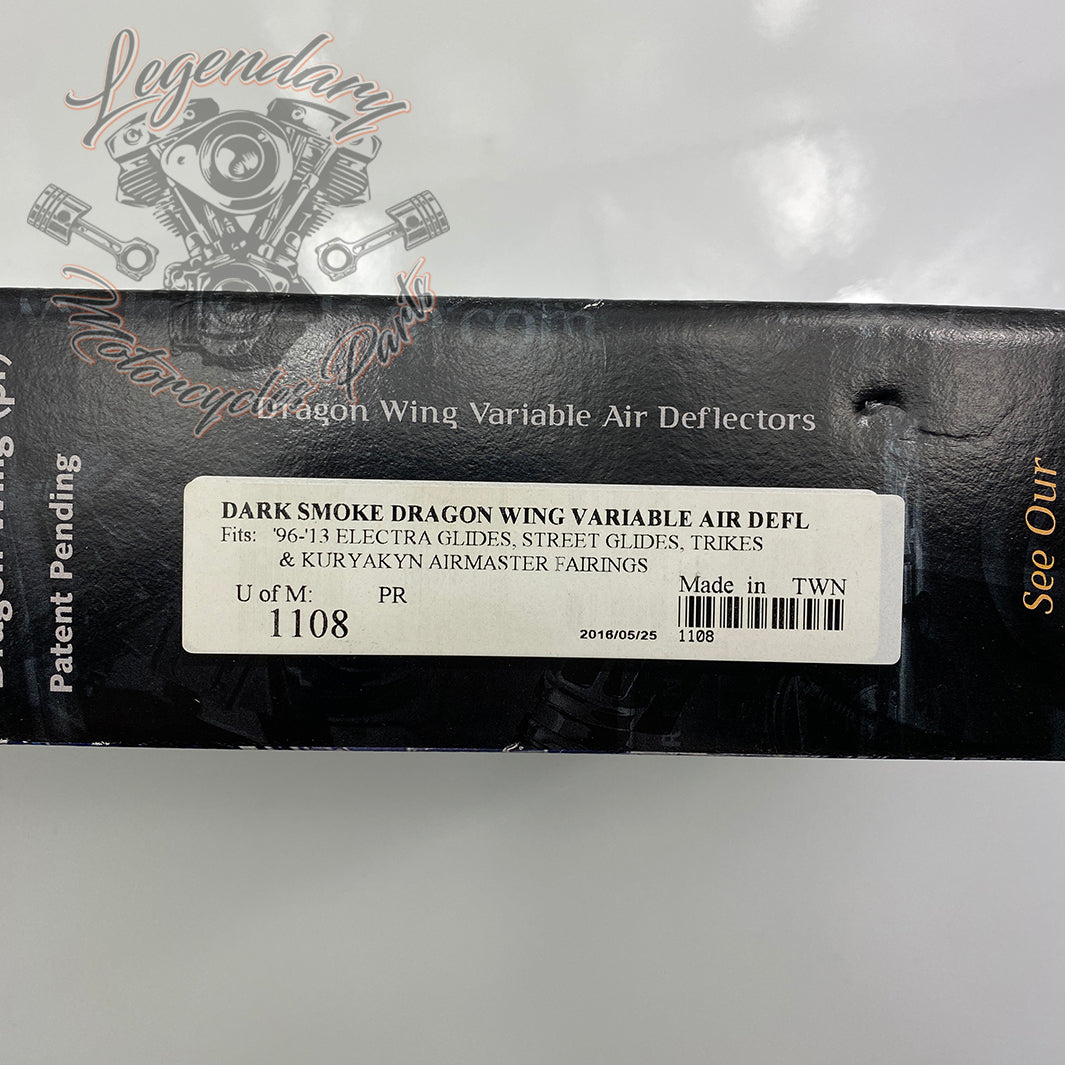 Legendary
Motorcycles Parts
.com
Dragon Wing Variable Air Deflectors
Patent Pending
DARK SMOKE DRAGON WING VARIABLE AIR DEFL
Fits: '96-'13 ELECTRA GLIDES, STREET GLIDES, TRIKES
& KURYAKYN AIRMASTER FAIRINGS
U of M: PR
Made in TWN
1108
2016/05/25
1108
See Our